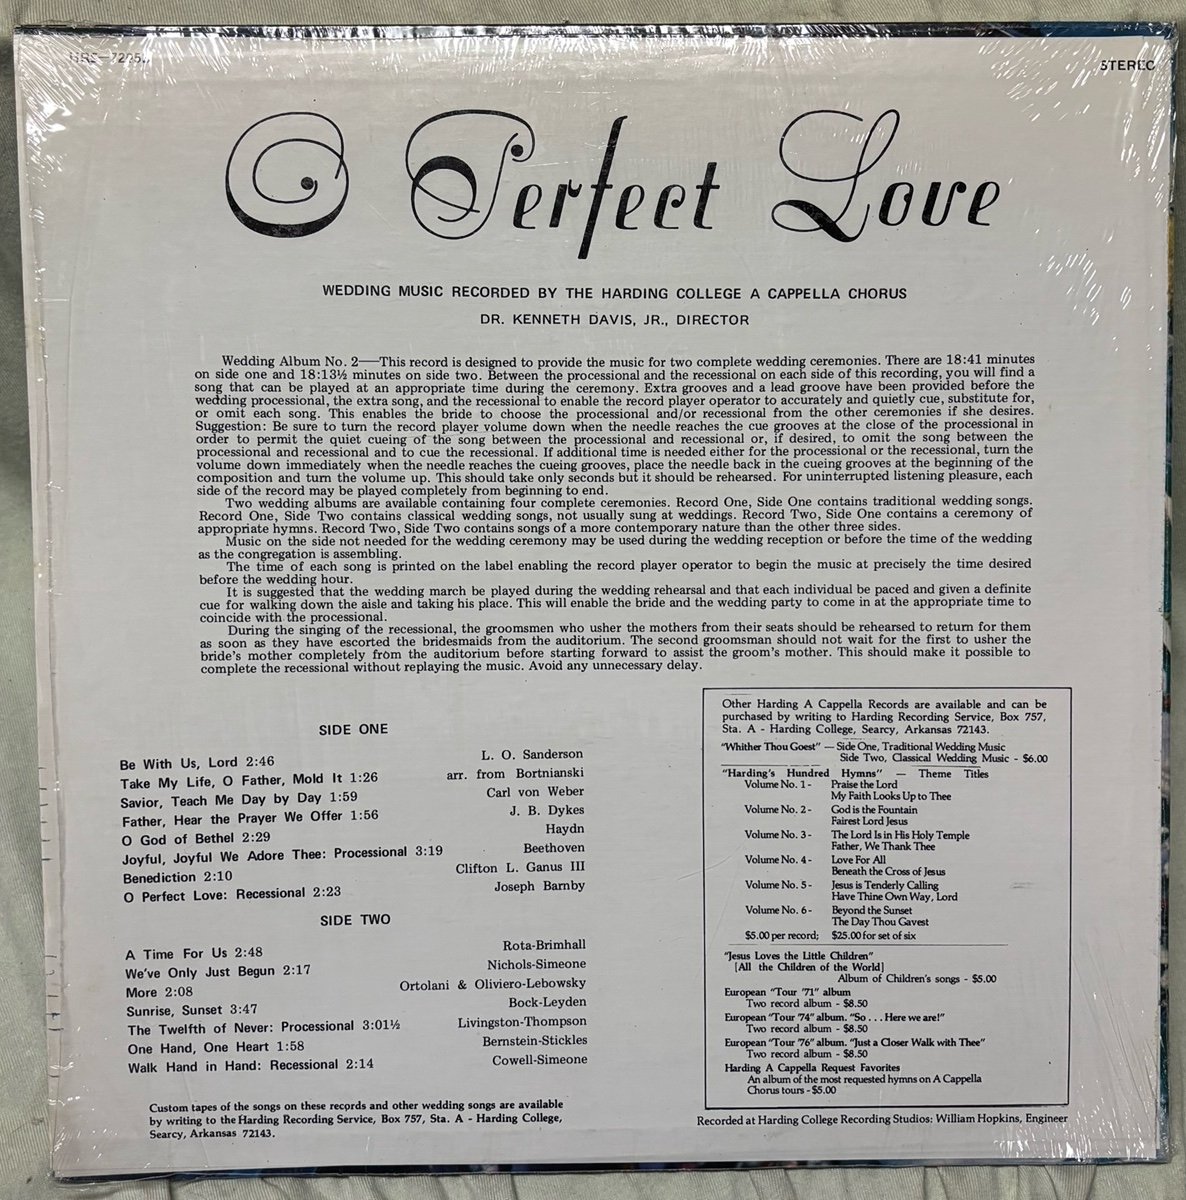 STEREO
O Perfect Love
WEDDING MUSIC RECORDED BY THE HARDING COLLEGE A CAPPELLA CHORUS
DR. KENNETH DAVIS, JR., DIRECTOR
Wedding Album No. 2—This record is designed to provide the music for two complete wedding ceremonies. There are 18:41 minutes
on side one and 18:13½ minutes on side two. Between the processional and the recessional on each side of this recording, you will find a
song that can be played at an appropriate time during the ceremony. Extra grooves and a lead groove have been provided before the
wedding processional, the extra song, and the recessional to enable the record player operator to accurately and quietly cue, substitute for,
or omit each song. This enables the bride to choose the processional and/or recessional from the other ceremonies if she desires.
Suggestion: Be sure to turn the record player volume down when the needle reaches the cue grooves at the close of the processional in
order to permit the quiet cueing of the song between the processional and recessional or, if desired, to omit the song between the
processional and recessional and to cue the recessional. If additional time is needed either for the processional or the recessional, turn the
volume down immediately when the needle reaches the cueing grooves, place the needle back in the cueing grooves at the beginning of the
composition and turn the volume up. This should take only seconds but it should be rehearsed. For uninterrupted listening pleasure, each
side of the record may be played completely from beginning to end.
Two wedding albums are available containing four complete ceremonies. Record One, Side One contains traditional wedding songs.
Record One, Side Two contains classical wedding songs, not usually sung at weddings. Record Two, Side One contains a ceremony of
appropriate hymns. Record Two, Side Two contains songs of a more contemporary nature than the other three sides.
Music on the side not needed for the wedding ceremony may be used during the wedding reception or before the time of the wedding
as the congregation is assembling.
The time of each song is printed on the label enabling the record player operator to begin the music at precisely the time desired
before the wedding hour.
It is suggested that the wedding march be played during the wedding rehearsal and that each individual be paced and given a definite
cue for walking down the aisle and taking his place. This will enable the bride and the wedding party to come in at the appropriate time to
coincide with the processional.
During the singing of the recessional, the groomsmen who usher the mothers from their seats should be rehearsed to return for them
as soon as they have escorted the bridesmaids from the auditorium. The second groomsman should not wait for the first to usher the
bride's mother completely from the auditorium before starting forward to assist the groom's mother. This should make it possible to
complete the recessional without replaying the music. Avoid any unnecessary delay.
SIDE ONE
Be With Us, Lord 2:46 L. O. Sanderson
Take My Life, O Father, Mold It 1:26 arr. from Bortnianski
Savior, Teach Me Day by Day 1:59 Carl von Weber
Father, Hear the Prayer We Offer 1:56 J. B. Dykes
O God of Bethel 2:29 Haydn
Joyful, Joyful We Adore Thee: Processional 3:19 Beethoven
Benediction 2:10 Clifton L. Ganus III
O Perfect Love: Recessional 2:23 Joseph Barnby
SIDE TWO
A Time For Us 2:48 Rota-Brimhall
We've Only Just Begun 2:17 Nichols-Simeone
More 2:08 Ortolani & Oliviero-Lebowsky
Sunrise, Sunset 3:47 Bock-Leyden
The Twelfth of Never: Processional 3:01½ Livingston-Thompson
One Hand, One Heart 1:58 Bernstein-Stickles
Walk Hand in Hand: Recessional 2:14 Cowell-Simeone
Custom tapes of the songs on these records and other wedding songs are available
by writing to the Harding Recording Service, Box 757, Sta. A - Harding College,
Searcy, Arkansas 72143.
Other Harding A Cappella Records are available and can be
purchased by writing to Harding Recording Service, Box 757,
Sta. A - Harding College, Searcy, Arkansas 72143.
"Whither Thou Goest" — Side One, Traditional Wedding Music
Side Two, Classical Wedding Music - $6.00
"Harding's Hundred Hymns" — Theme Titles
Volume No. 1 - Praise the Lord
My Faith Looks Up to Thee
Volume No. 2 - God is the Fountain
Fairest Lord Jesus
Volume No. 3 - The Lord Is in His Holy Temple
Father, We Thank Thee
Volume No. 4 - Love For All
Beneath the Cross of Jesus
Volume No. 5 - Jesus is Tenderly Calling
Have Thine Own Way, Lord
Volume No. 6 - Beyond the Sunset
The Day Thou Gavest
$5.00 per record; $25.00 for set of six
"Jesus Loves the Little Children"
[All the Children of the World]
Album of Children's songs - $5.00
European "Tour '71" album
Two record album - $8.50
European "Tour '74" album. "So . . . Here we are!"
Two record album - $8.50
European "Tour '76" album. "Just a Closer Walk with Thee"
Two record album - $8.50
Harding A Cappella Request Favorites
An album of the most requested hymns on A Cappella
Chorus tours - $5.00
Recorded at Harding College Recording Studios: William Hopkins, Engineer